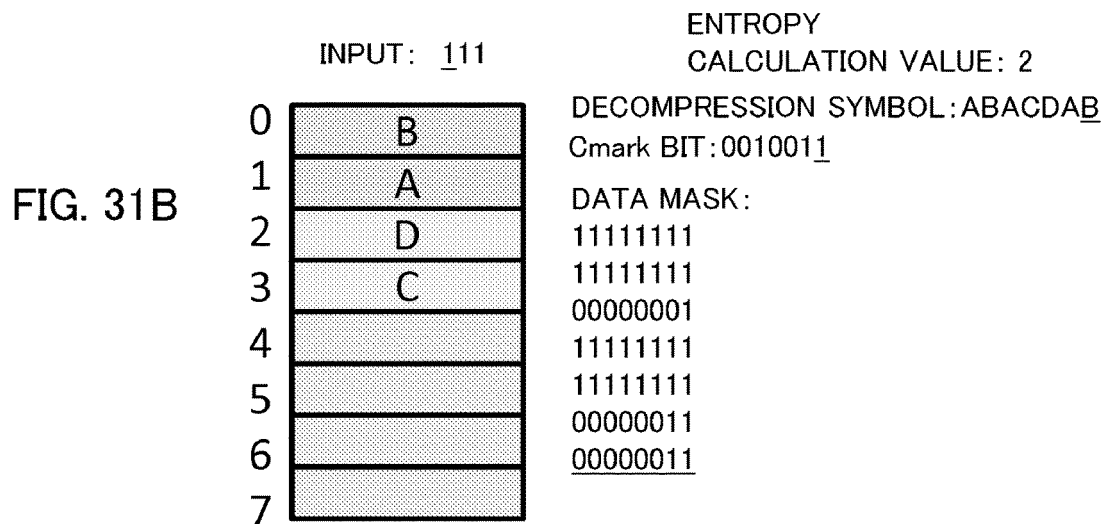 INPUT: 111
ENTROPY
CALCULATION VALUE: 2
FIG. 31B
0 B
1 A
2 D
3 C
4
5
6
7
DECOMPRESSION SYMBOL:ABACDAB
Cmark BIT:0010011
DATA MASK:
11111111
11111111
00000001
11111111
11111111
00000011
00000011